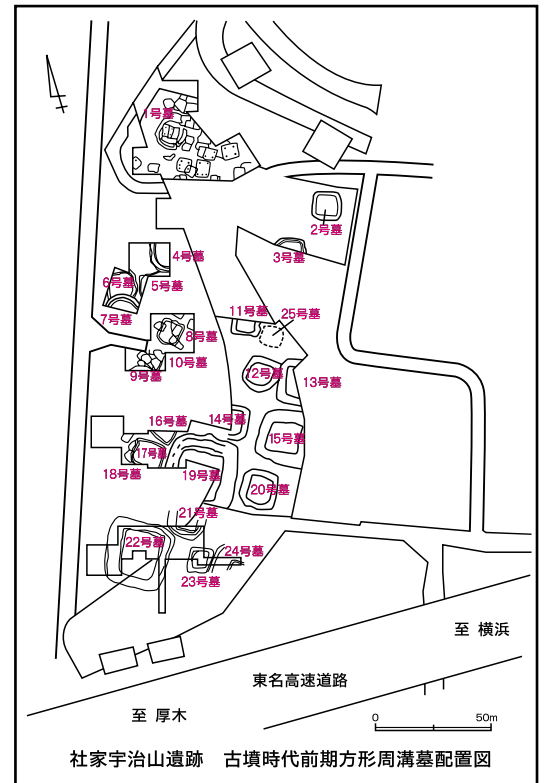 1号墓
2号墓
3号墓
4号墓
6号墓
5号墓
7号墓
11号墓
25号墓
8号墓
10号墓
9号墓
12号墓
13号墓
16号墓
14号墓
15号墓
17号墓
18号墓
19号墓
20号墓
21号墓
22号墓
24号墓
23号墓
至 横浜
東名高速道路
至 厚木
0 50m
社家宇治山遺跡 古墳時代前期方形周溝墓配置図